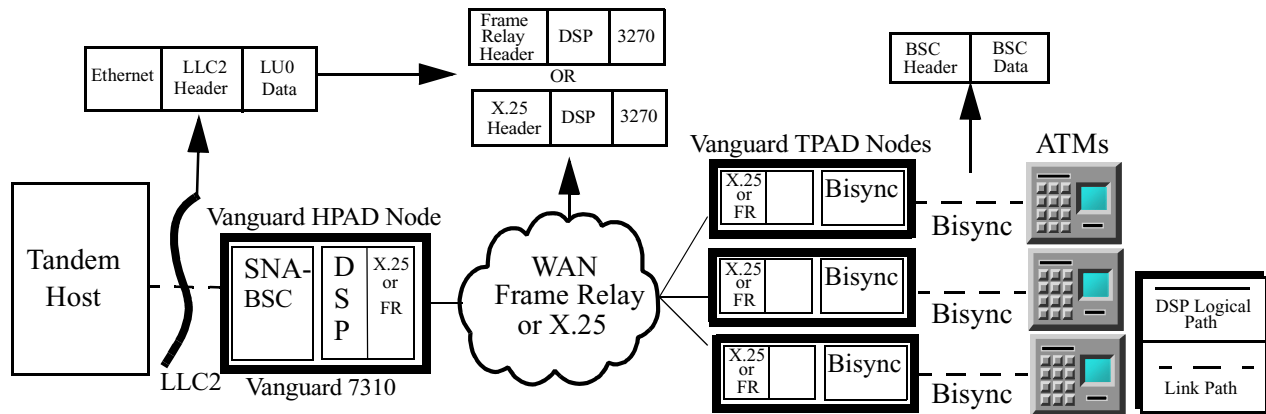 Frame
Relay
Header
DSP
3270
OR
X.25
Header
DSP
3270
Ethernet
LLC2
Header
LU0
Data
BSC
Header
BSC
Data
Vanguard TPAD Nodes
ATMs
Vanguard HPAD Node
Tandem
Host
SNA-
BSC
D
S
P
X.25
or
FR
LLC2
Vanguard 7310
WAN
Frame Relay
or X.25
X.25
or
FR
Bisync
Bisync
X.25
or
FR
Bisync
Bisync
X.25
or
FR
Bisync
Bisync
DSP Logical
Path
Link Path